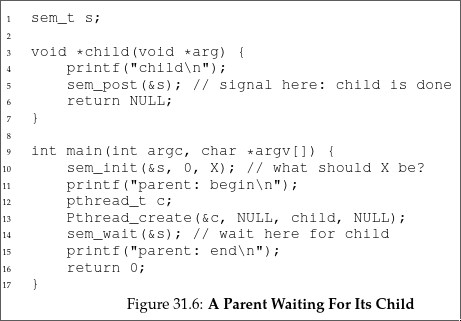 1 sem_t s;
2
3 void *child(void *arg) {
4     printf("child\n");
5     sem_post(&s); // signal here: child is done
6     return NULL;
7 }
8
9 int main(int argc, char *argv[]) {
10     sem_init(&s, 0, X); // what should X be?
11     printf("parent: begin\n");
12     pthread_t c;
13     Pthread_create(&c, NULL, child, NULL);
14     sem_wait(&s); // wait here for child
15     printf("parent: end\n");
16     return 0;
17 }
Figure 31.6: A Parent Waiting For Its Child